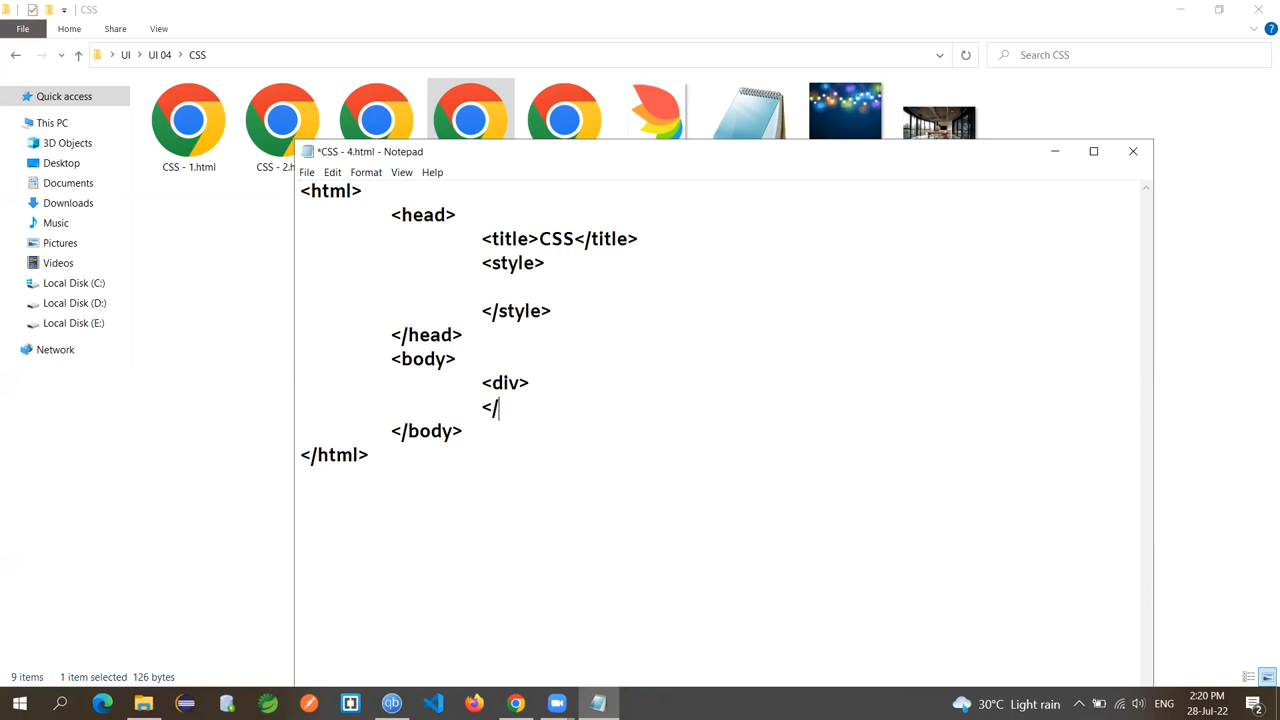 CSS
File Home Share View
UI UI 04 CSS
Search CSS
Quick access
This PC
3D Objects
Desktop
Documents
Downloads
Music
Pictures
Videos
Local Disk (C:)
Local Disk (D:)
Local Disk (E:)
Network
CSS - 1.html
*CSS - 4.html - Notepad
File Edit Format View Help
<html>
<head>
<title>CSS</title>
<style>
</style>
</head>
<body>
<div>
</
</body>
</html>
9 items 1 item selected 126 bytes
30°C Light rain
ENG
2:20 PM
28-Jul-22
2